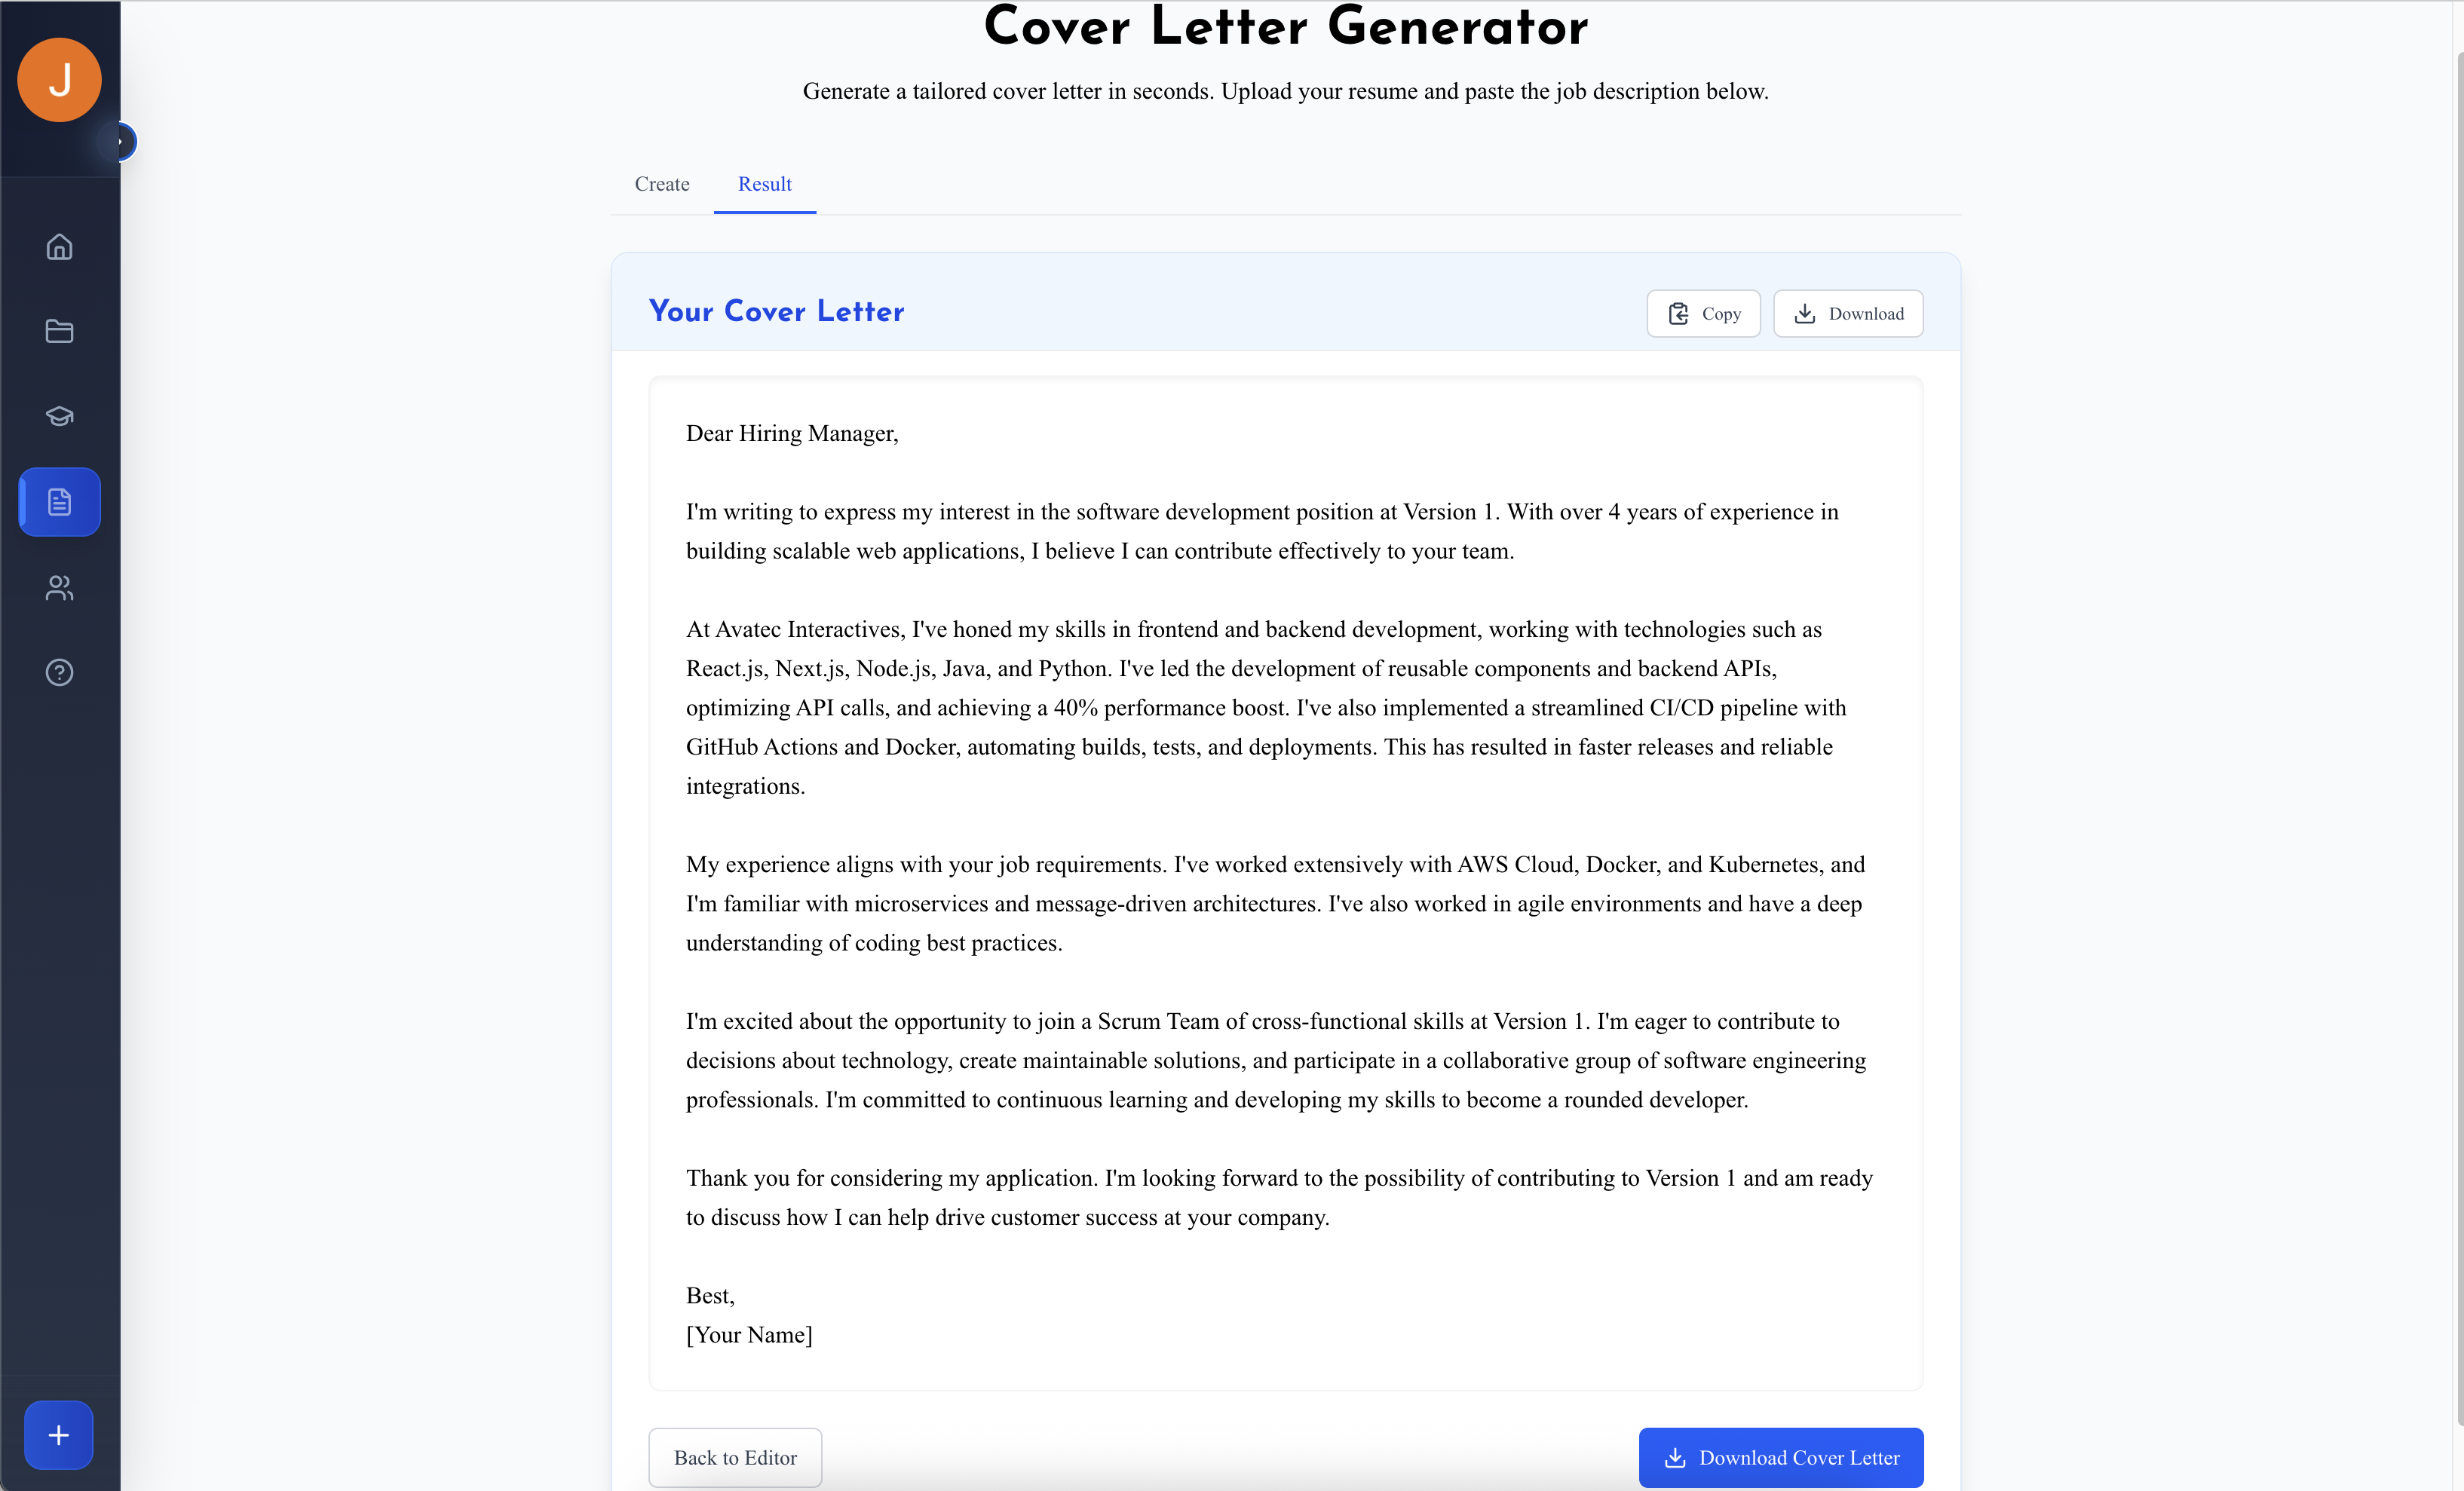 J
Cover Letter Generator
Generate a tailored cover letter in seconds. Upload your resume and paste the job description below.
Create
Result
Your Cover Letter
Copy
Download
Dear Hiring Manager,
I'm writing to express my interest in the software development position at Version 1. With over 4 years of experience in
building scalable web applications, I believe I can contribute effectively to your team.
At Avatec Interactives, I've honed my skills in frontend and backend development, working with technologies such as
React.js, Next.js, Node.js, Java, and Python. I've led the development of reusable components and backend APIs,
optimizing API calls, and achieving a 40% performance boost. I've also implemented a streamlined CI/CD pipeline with
GitHub Actions and Docker, automating builds, tests, and deployments. This has resulted in faster releases and reliable
integrations.
My experience aligns with your job requirements. I've worked extensively with AWS Cloud, Docker, and Kubernetes, and
I'm familiar with microservices and message-driven architectures. I've also worked in agile environments and have a deep
understanding of coding best practices.
I'm excited about the opportunity to join a Scrum Team of cross-functional skills at Version 1. I'm eager to contribute to
decisions about technology, create maintainable solutions, and participate in a collaborative group of software engineering
professionals. I'm committed to continuous learning and developing my skills to become a rounded developer.
Thank you for considering my application. I'm looking forward to the possibility of contributing to Version 1 and am ready
to discuss how I can help drive customer success at your company.
Best,
[Your Name]
Back to Editor
Download Cover Letter